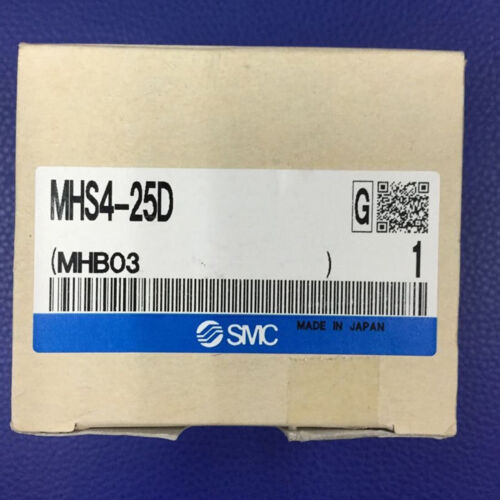 MHS4-25D
G
(MHB03 )
1
SMC
MADE IN JAPAN